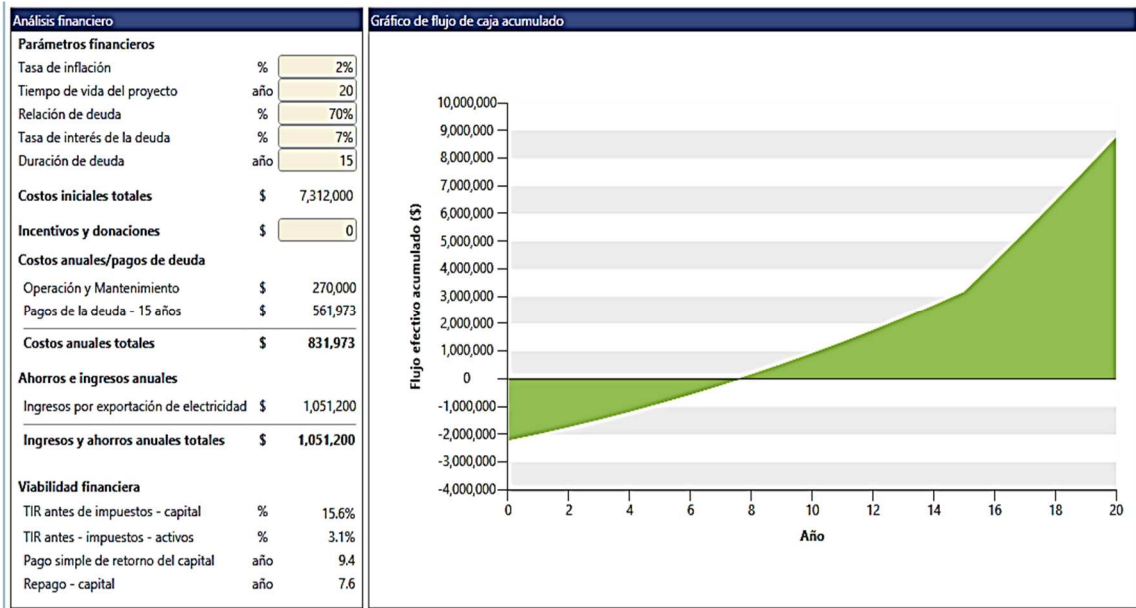 Análisis financiero
Parámetros financieros
Tasa de inflación % 2%
Tiempo de vida del proyecto año 20
Relación de deuda % 70%
Tasa de interés de la deuda % 7%
Duración de deuda año 15
Costos iniciales totales $ 7,312,000
Incentivos y donaciones $ 0
Costos anuales/pagos de deuda
Operación y Mantenimiento $ 270,000
Pagos de la deuda - 15 años $ 561,973
Costos anuales totales $ 831,973
Ahorros e ingresos anuales
Ingresos por exportación de electricidad $ 1,051,200
Ingresos y ahorros anuales totales $ 1,051,200
Viabilidad financiera
TIR antes de impuestos - capital % 15.6%
TIR antes - impuestos - activos % 3.1%
Pago simple de retorno del capital año 9.4
Repago - capital año 7.6
Gráfico de flujo de caja acumulado
Flujo efectivo acumulado ($)
10,000,000
9,000,000
8,000,000
7,000,000
6,000,000
5,000,000
4,000,000
3,000,000
2,000,000
1,000,000
0
-1,000,000
-2,000,000
-3,000,000
-4,000,000
0 2 4 6 8 10 12 14 16 18 20
Año